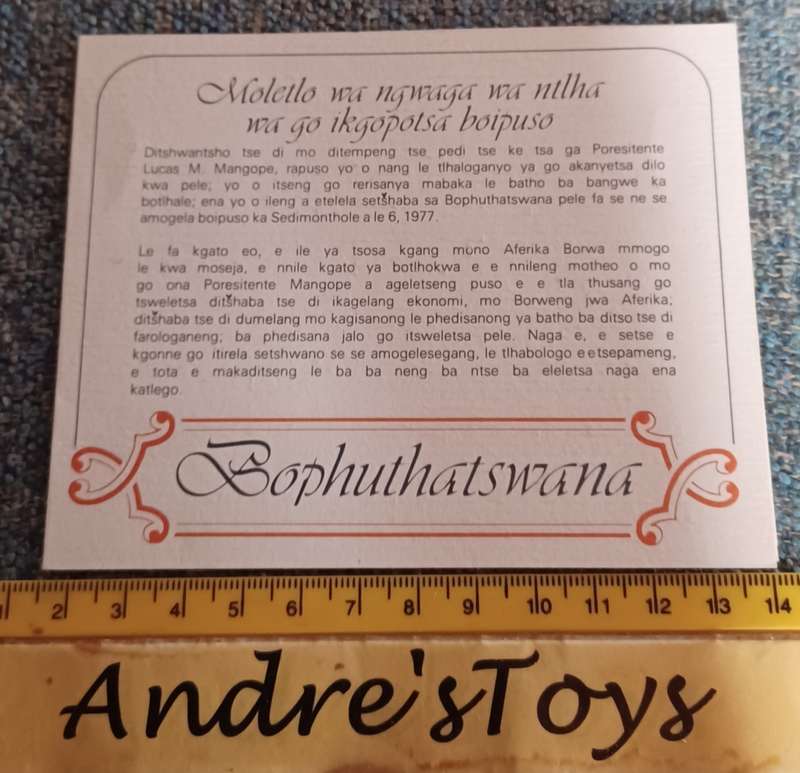 Moletlo wa ngwaga wa ntlha
wa go ikgopotsa boipuso
Ditshwantsho tse di mo ditempeng tse pedi tse ke tsa ga Poresitente
Lucas M. Mangope, rapuso yo o nang le tlhaloganyo ya go akanyetsa dilo
kwa pele; yo o itseng go rerisanya mabaka le batho ba bangwe ka
botlhale; ena yo o ileng a etelela setšhaba sa Bophuthatswana pele fa se ne se
amogela boipuso ka Sedimonthole a le 6, 1977.
Le fa kgato eo, e ile ya tsosa kgang mono Aferika Borwa mmogo
le kwa moseja, e nnile kgato ya botlhokwa e e nnileng motheo o mo
go ona Poresitente Mangope a ageletseng puso e e tla thusang go
tsweletsa ditšhaba tse di ikagelang ekonomi, mo Borweng jwa Aferika;
ditšhaba tse di dumelang mo kagisanong le phedisanong ya batho ba ditso tse di
farologaneng; ba phedisana jalo go itsweletsa pele. Naga e, e setse e
kgonne go itirela setshwano se se amogelesegang, le tlhabologo e e tsepameng,
e tota e makaditseng le ba ba neng ba ntse ba eleletsa naga ena
katlego.
Bophuthatswana
1 2 3 4 5 6 7 8 9 10 11 12 13 14
Andre'sToys